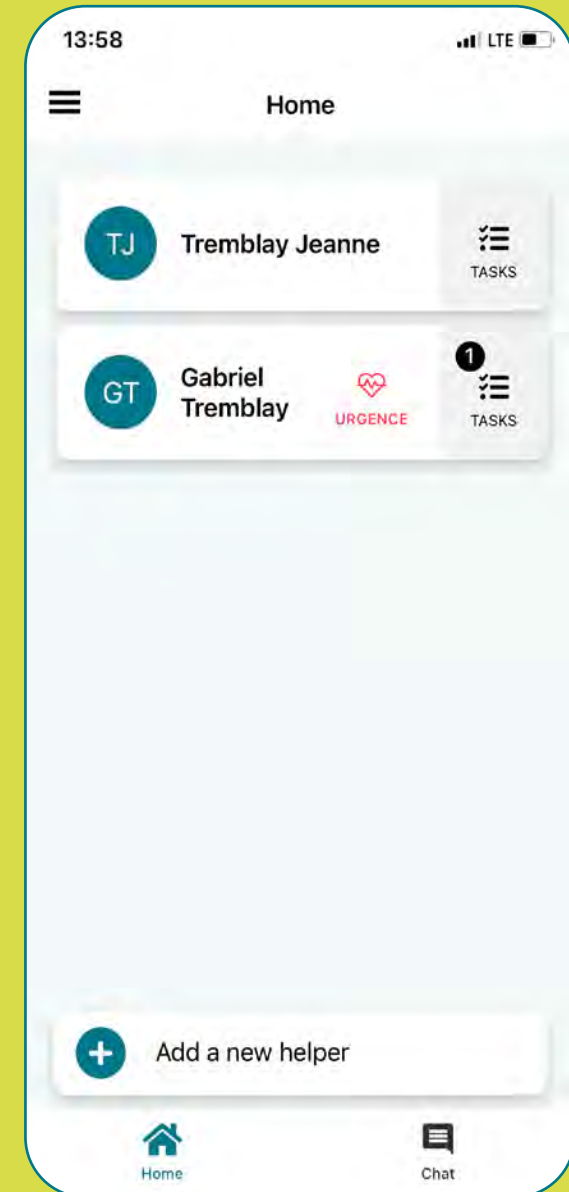 13:58
LTE
Home
TJ
Tremblay Jeanne
TASKS
GT
Gabriel
Tremblay
URGENCE
1
TASKS
Add a new helper
Home
Chat